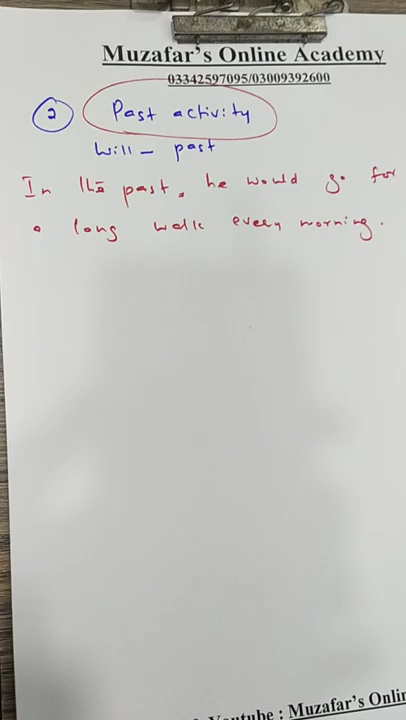 Muzafar's Online Academy
03342597095/03009392600
2 Past activity
Will - past
In the past, he would go for
a long walk every morning.
Youtube : Muzafar's Onlin